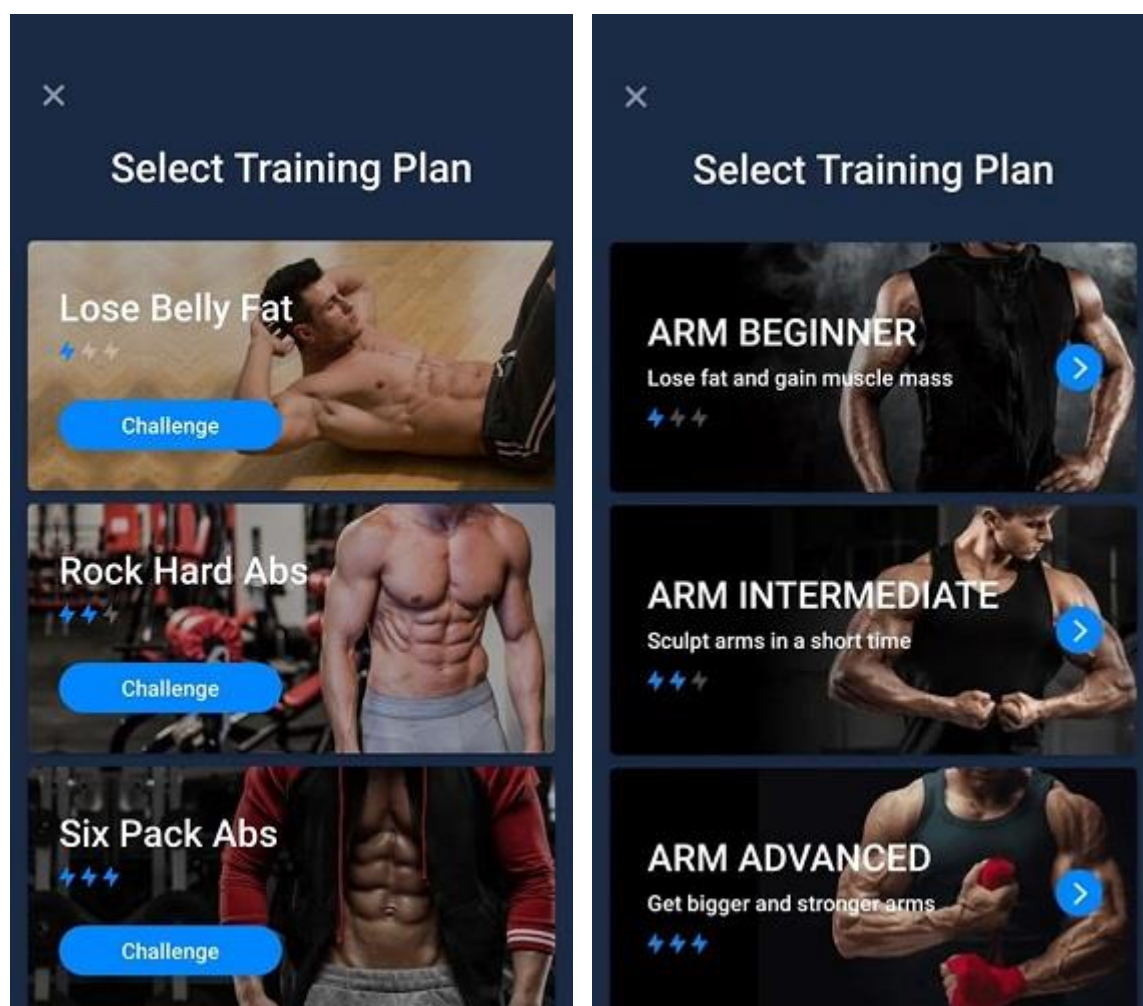 Select Training Plan
Lose Belly Fat
Challenge
Rock Hard Abs
Challenge
Six Pack Abs
Challenge
Select Training Plan
ARM BEGINNER
Lose fat and gain muscle mass
ARM INTERMEDIATE
Sculpt arms in a short time
ARM ADVANCED
Get bigger and stronger arms